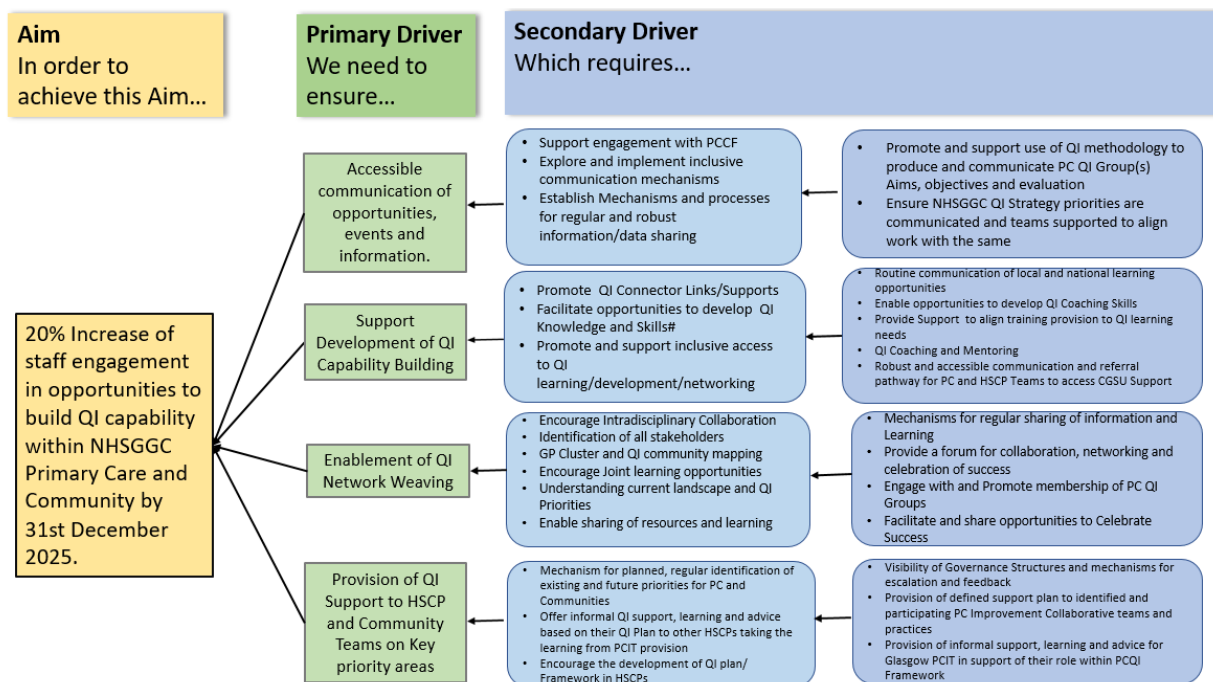 Aim
In order to
achieve this Aim…
Primary Driver
We need to
ensure…
Secondary Driver
Which requires…
20% Increase of
staff engagement
in opportunities to
build QI capability
within NHSGGC
Primary Care and
Community by
31st December
2025.
Accessible
communication of
opportunities,
events and
information.
• Support engagement with PCCF
• Explore and implement inclusive
communication mechanisms
• Establish Mechanisms and processes
for regular and robust
information/data sharing
• Promote and support use of QI methodology to
produce and communicate PC QI Group(s)
Aims, objectives and evaluation
• Ensure NHSGGC QI Strategy priorities are
communicated and teams supported to align
work with the same
Support
Development of QI
Capability Building
• Promote QI Connector Links/Supports
• Facilitate opportunities to develop QI
Knowledge and Skills#
• Promote and support inclusive access
to QI
learning/development/networking
• Routine communication of local and national learning
opportunities
• Enable opportunities to develop QI Coaching Skills
• Provide Support to align training provision to QI learning
needs
• QI Coaching and Mentoring
• Robust and accessible communication and referral
pathway for PC and HSCP Teams to access CGSU Support
Enablement of QI
Network Weaving
• Encourage Intradisciplinary Collaboration
• Identification of all stakeholders
• GP Cluster and QI community mapping
• Encourage Joint learning opportunities
• Understanding current landscape and QI
Priorities
• Enable sharing of resources and learning
• Mechanisms for regular sharing of information and
Learning
• Provide a forum for collaboration, networking and
celebration of success
• Engage with and Promote membership of PC QI
Groups
• Facilitate and share opportunities to Celebrate
Success
Provision of QI
Support to HSCP
and Community
Teams on Key
priority areas
• Mechanism for planned, regular identification of
existing and future priorities for PC and
Communities
• Offer informal QI support, learning and advice
based on their QI Plan to other HSCPs taking the
learning from PCIT provision
• Encourage the development of QI plan/
Framework in HSCPs
• Visibility of Governance Structures and mechanisms for
escalation and feedback
• Provision of defined support plan to identified and
participating PC Improvement Collaborative teams and
practices
• Provision of informal support, learning and advice for
Glasgow PCIT in support of their role within PCQI
Framework